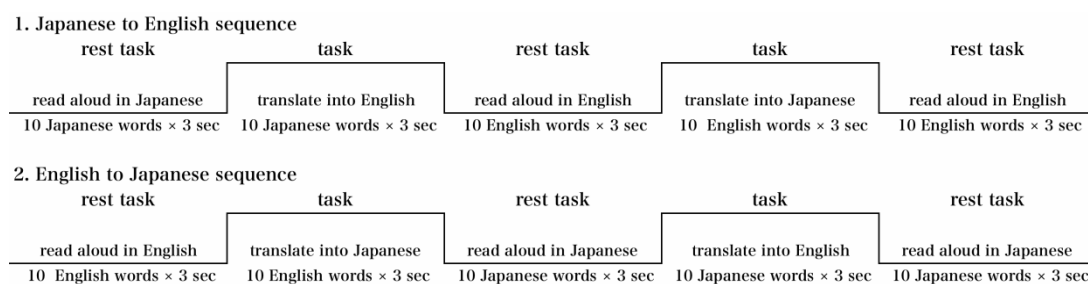 1. Japanese to English sequence
rest task task rest task task rest task
read aloud in Japanese translate into English read aloud in English translate into Japanese read aloud in English
10 Japanese words × 3 sec 10 Japanese words × 3 sec 10 English words × 3 sec 10 English words × 3 sec 10 English words × 3 sec
2. English to Japanese sequence
rest task task rest task task rest task
read aloud in English translate into Japanese read aloud in Japanese translate into English read aloud in Japanese
10 English words × 3 sec 10 English words × 3 sec 10 Japanese words × 3 sec 10 Japanese words × 3 sec 10 Japanese words × 3 sec